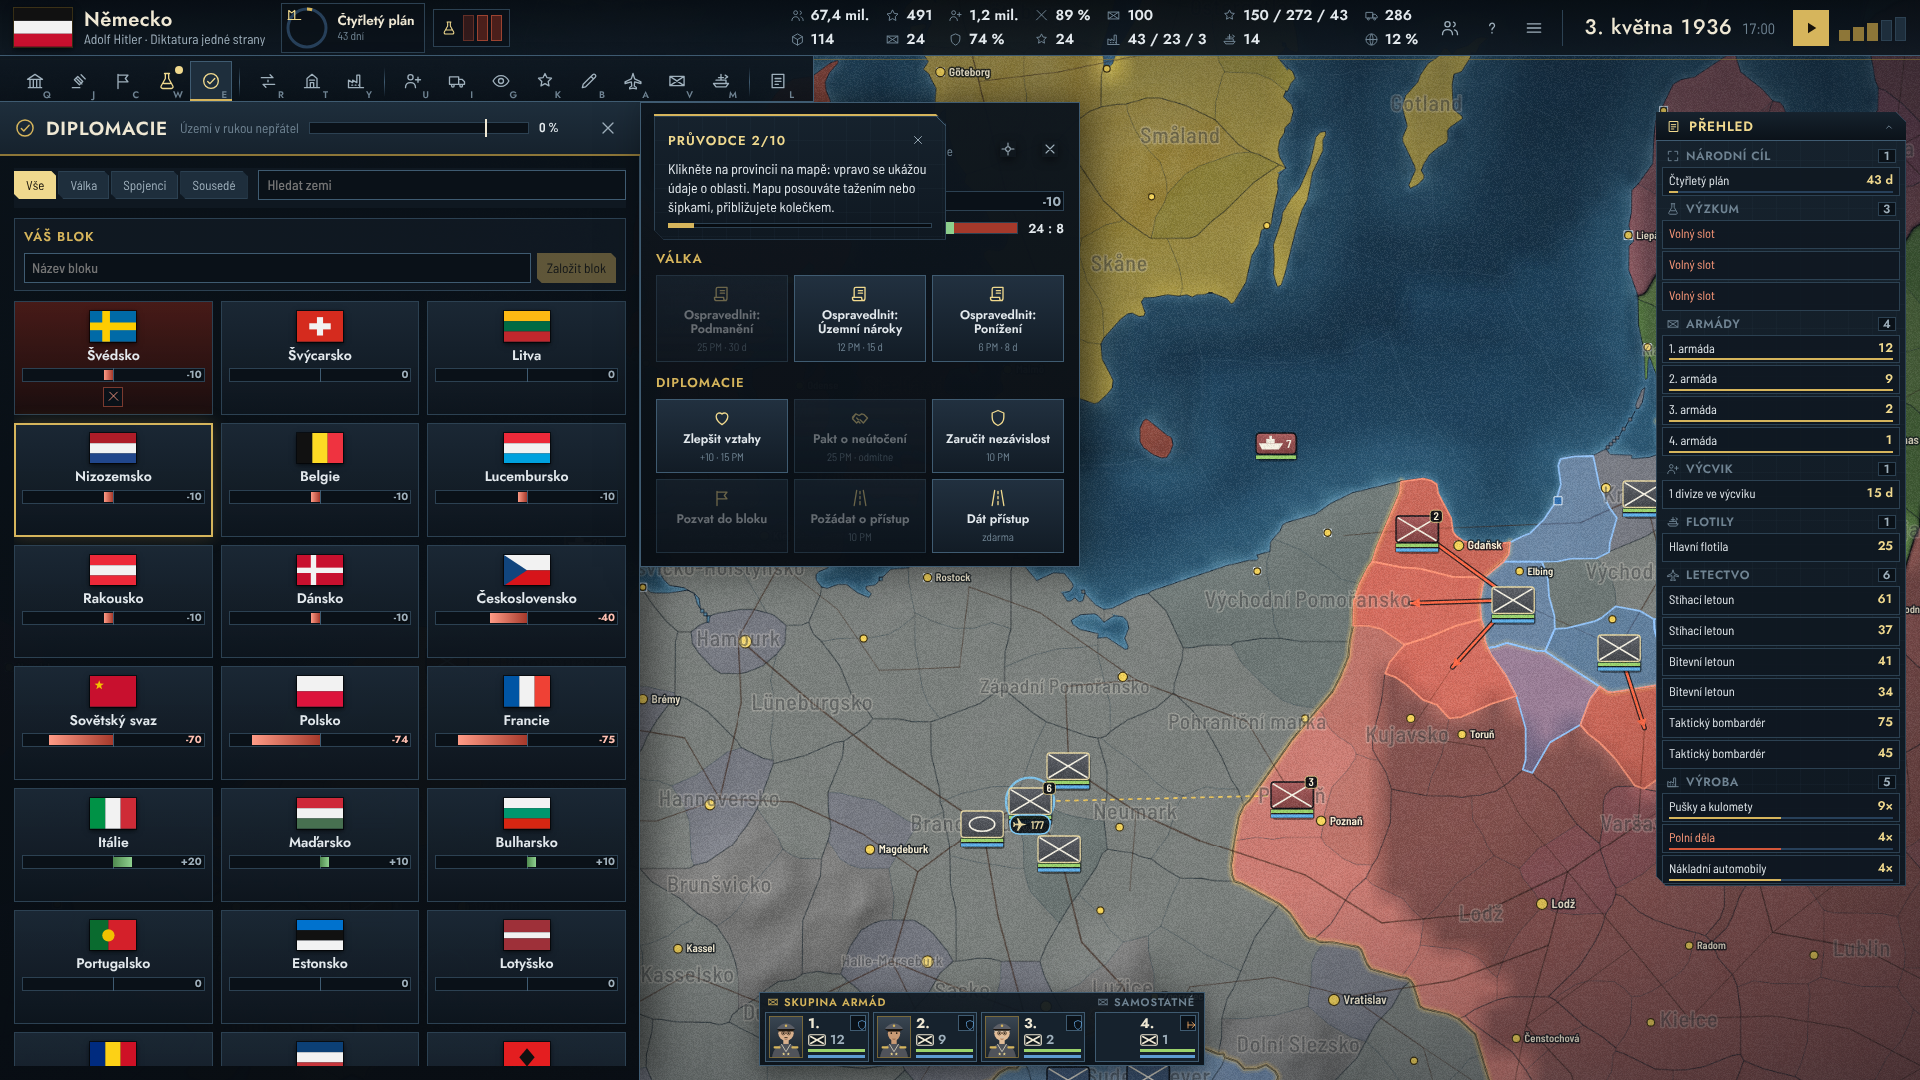 Německo
Adolf Hitler · Diktatura jedné strany
Čtyřletý plán
43 dní
67,4 mil.
491
1,2 mil.
89 %
100
150 / 272 / 43
286
114
24
74 %
24
43 / 23 / 3
14
12 %
?
3. května 1936 17:00
Q
J
C
W
E
R
T
Y
U
I
G
K
B
A
V
M
L
DIPLOMACIE
Území v rukou nepřátel
0 %
Vše
Válka
Spojenci
Sousedé
Hledat zemi
VÁŠ BLOK
Název bloku
Založit blok
Švédsko
-10
Švýcarsko
0
Litva
0
Nizozemsko
-10
Belgie
-10
Lucembursko
-10
Rakousko
-10
Dánsko
-10
Československo
-40
Sovětský svaz
-70
Polsko
-74
Francie
-75
Itálie
+20
Maďarsko
+10
Bulharsko
+10
Portugalsko
0
Estonsko
0
Lotyšsko
0
PRŮVODCE 2/10
Klikněte na provincii na mapě: vpravo se ukážou
údaje o oblasti. Mapu posouváte tažením nebo
šipkami, přibližujete kolečkem.
-10
24 : 8
VÁLKA
Ospravedlnit:
Podmanění
25 PM · 30 d
Ospravedlnit:
Územní nároky
12 PM · 15 d
Ospravedlnit:
Ponížení
6 PM · 8 d
DIPLOMACIE
Zlepšit vztahy
+10 · 15 PM
Pakt o neútočení
25 PM · odmítne
Zaručit nezávislost
10 PM
Pozvat do bloku
Požádat o přístup
10 PM
Dát přístup
zdarma
PŘEHLED
NÁRODNÍ CÍL
1
Čtyřletý plán
43 d
VÝZKUM
3
Volný slot
Volný slot
Volný slot
ARMÁDY
4
1. armáda
12
2. armáda
9
3. armáda
2
4. armáda
1
VÝCVIK
1
1 divize ve výcviku
15 d
FLOTILY
1
Hlavní flotila
25
LETECTVO
6
Stíhací letoun
61
Stíhací letoun
37
Bitevní letoun
41
Bitevní letoun
34
Taktický bombardér
75
Taktický bombardér
45
VÝROBA
5
Pušky a kulomety
9×
Polní děla
4×
Nákladní automobily
4×
Göteborg
Gotland
Småland
Skåne
7
2
Gdaňsk
Elbing
Rostock
Východní Pomořansko
Hamburk
Západní Pomořansko
Brémy
Lüneburgsko
Pohraniční marka
Kujavsko
Toruň
Hannoversko
6
177
3
Neumark
Poznaň
Magdeburk
Brunšvicko
Lodž
Lodž
Kassel
Kasselsko
Halle-Mersebursk
Lužice
Radom
Lublin
Vratislav
Kielce
Čenstochová
Dolní Slezsko
SKUPINA ARMÁD
SAMOSTATNÉ
1.
12
2.
9
3.
2
4.
1